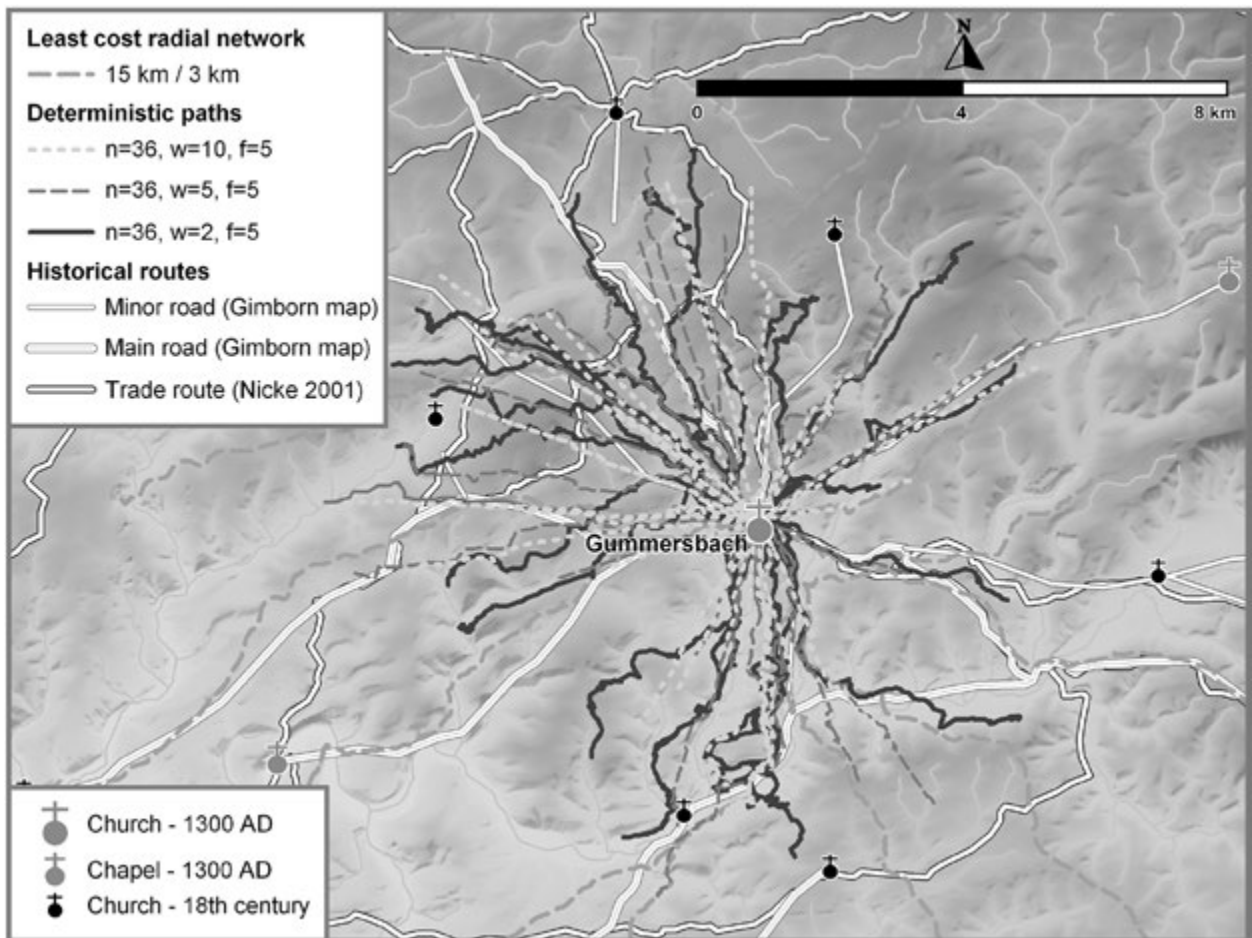 Least cost radial network
15 km / 3 km
Deterministic paths
n=36, w=10, f=5
n=36, w=5, f=5
n=36, w=2, f=5
Historical routes
Minor road (Gimborn map)
Main road (Gimborn map)
Trade route (Nicke 2001)
N
0 4 8 km
Gummersbach
Church - 1300 AD
Chapel - 1300 AD
Church - 18th century